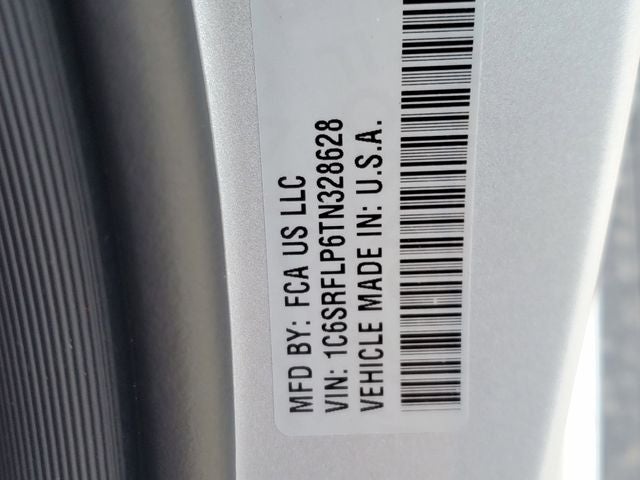 MFD BY: FCA US LLC
VIN: 1C6SRFLP6TN328628
VEHICLE MADE IN: U.S.A.